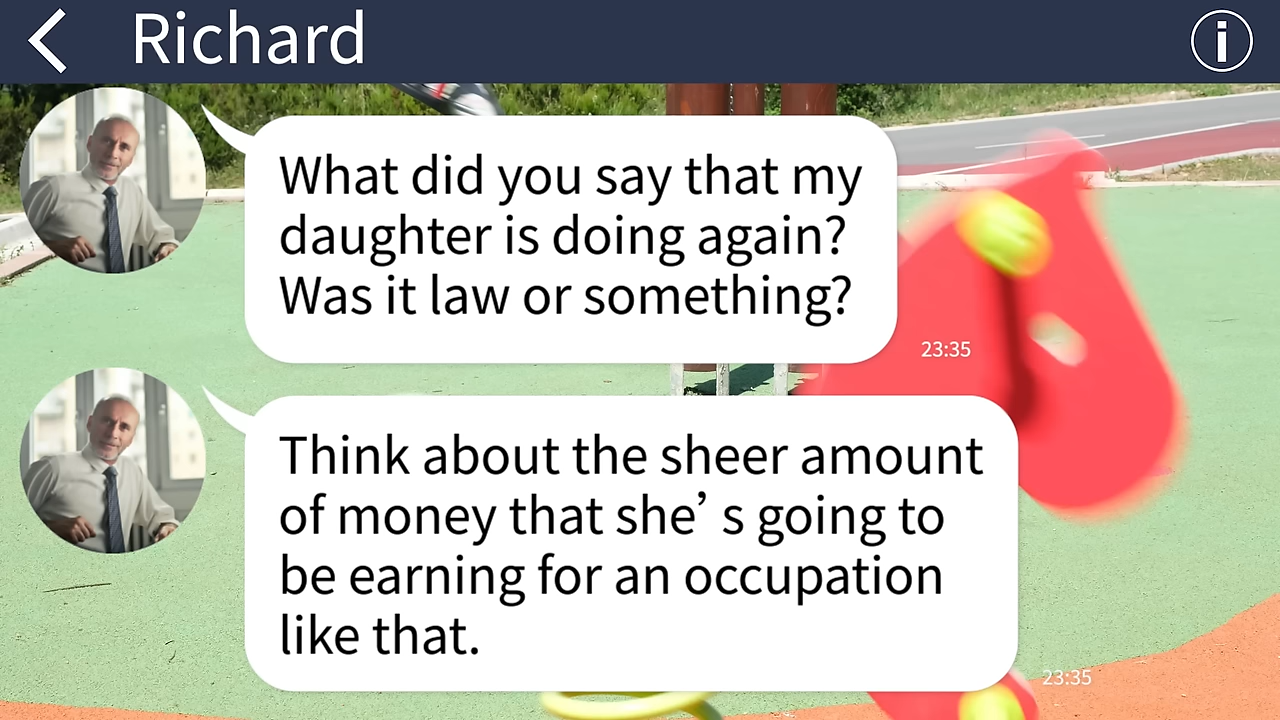 Richard
What did you say that my
daughter is doing again?
Was it law or something?
23:35
Think about the sheer amount
of money that she’ s going to
be earning for an occupation
like that.
23:35